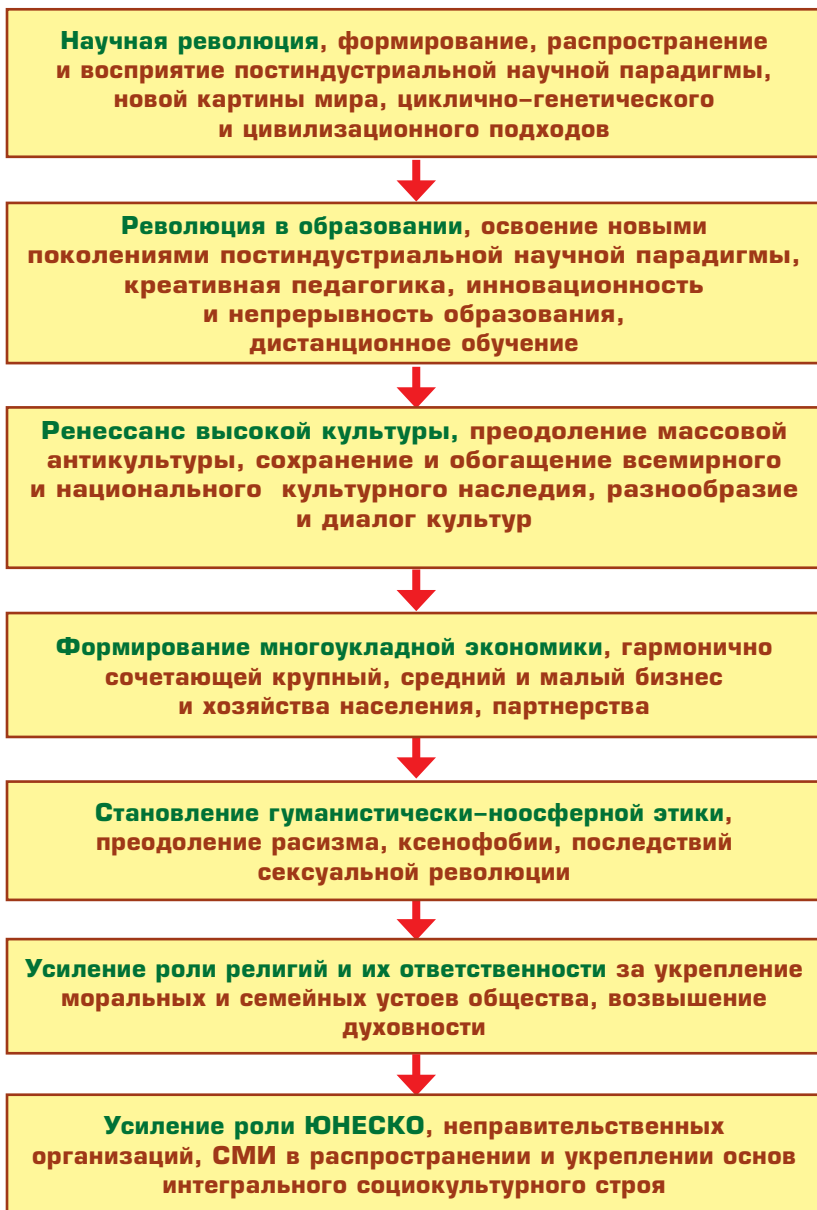 Научная революция, формирование, распространение
и восприятие постиндустриальной научной парадигмы,
новой картины мира, циклично–генетического
и цивилизационного подходов
Революция в образовании, освоение новыми
поколениями постиндустриальной научной парадигмы,
креативная педагогика, инновационность
и непрерывность образования,
дистанционное обучение
Ренессанс высокой культуры, преодоление массовой
антикультуры, сохранение и обогащение всемирного
и национального культурного наследия, разнообразие
и диалог культур
Формирование многоукладной экономики, гармонично
сочетающей крупный, средний и малый бизнес
и хозяйства населения, партнерства
Становление гуманистически–ноосферной этики,
преодоление расизма, ксенофобии, последствий
сексуальной революции
Усиление роли религий и их ответственности за укрепление
моральных и семейных устоев общества, возвышение
духовности
Усиление роли ЮНЕСКО, неправительственных
организаций, СМИ в распространении и укреплении основ
интегрального социокультурного строя